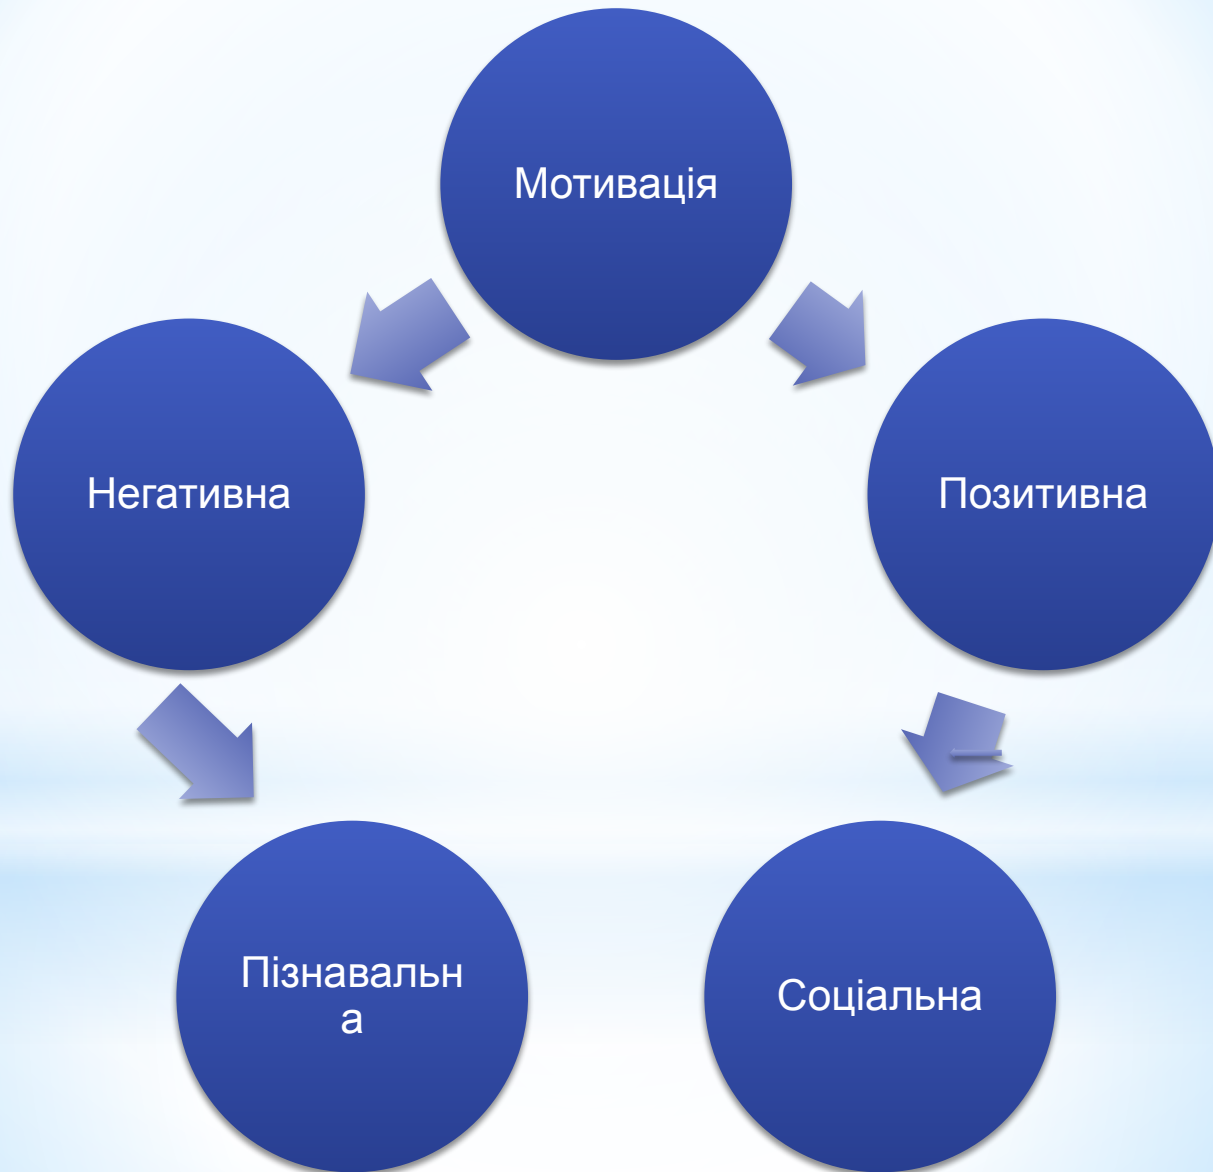 Мотивація
Негативна
Позитивна
Пізнавальн
а
Соціальна